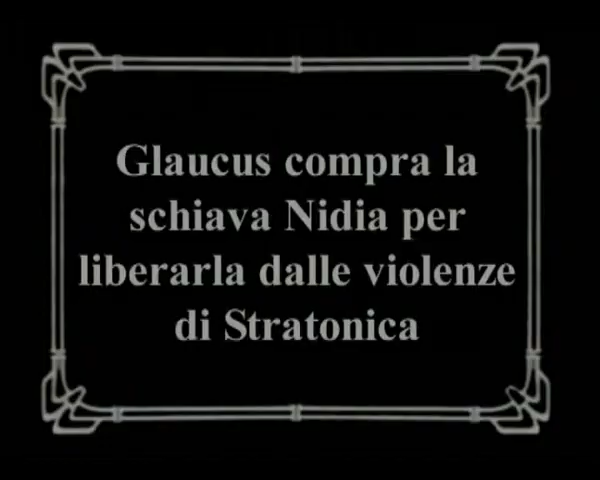 Glaucus compra la
schiava Nidia per
liberarla dalle violenze
di Stratonica